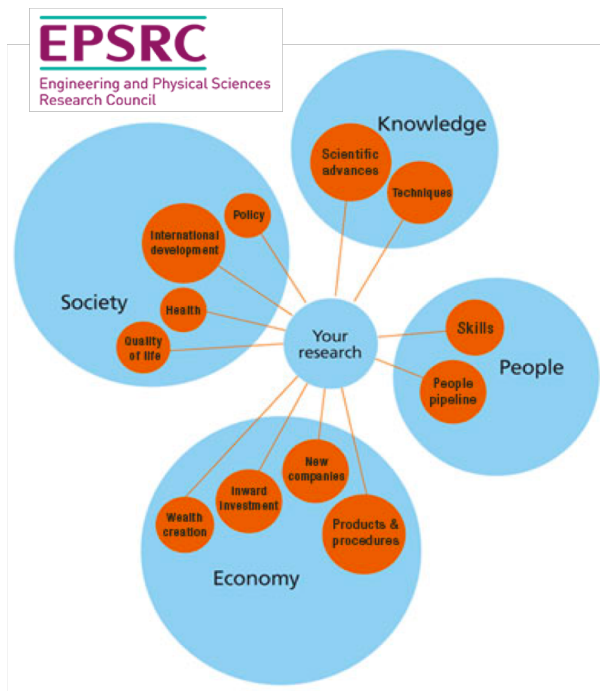 EPSRC
Engineering and Physical Sciences
Research Council
Knowledge
Scientific
advances
Techniques
Policy
International
development
Society
Health
Quality
of life
Your
research
Skills
People
People
pipeline
New
companies
Inward
investment
Wealth
creation
Products &
procedures
Economy